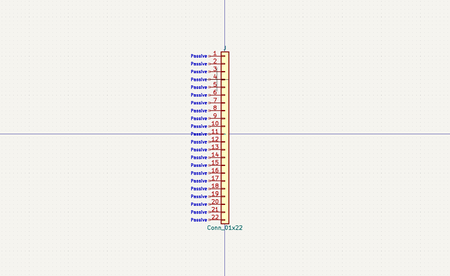 J
Passive 1
Passive 2
Passive 3
Passive 4
Passive 5
Passive 6
Passive 7
Passive 8
Passive 9
Passive 10
Passive 11
Passive 12
Passive 13
Passive 14
Passive 15
Passive 16
Passive 17
Passive 18
Passive 19
Passive 20
Passive 21
Passive 22
Conn_01x22